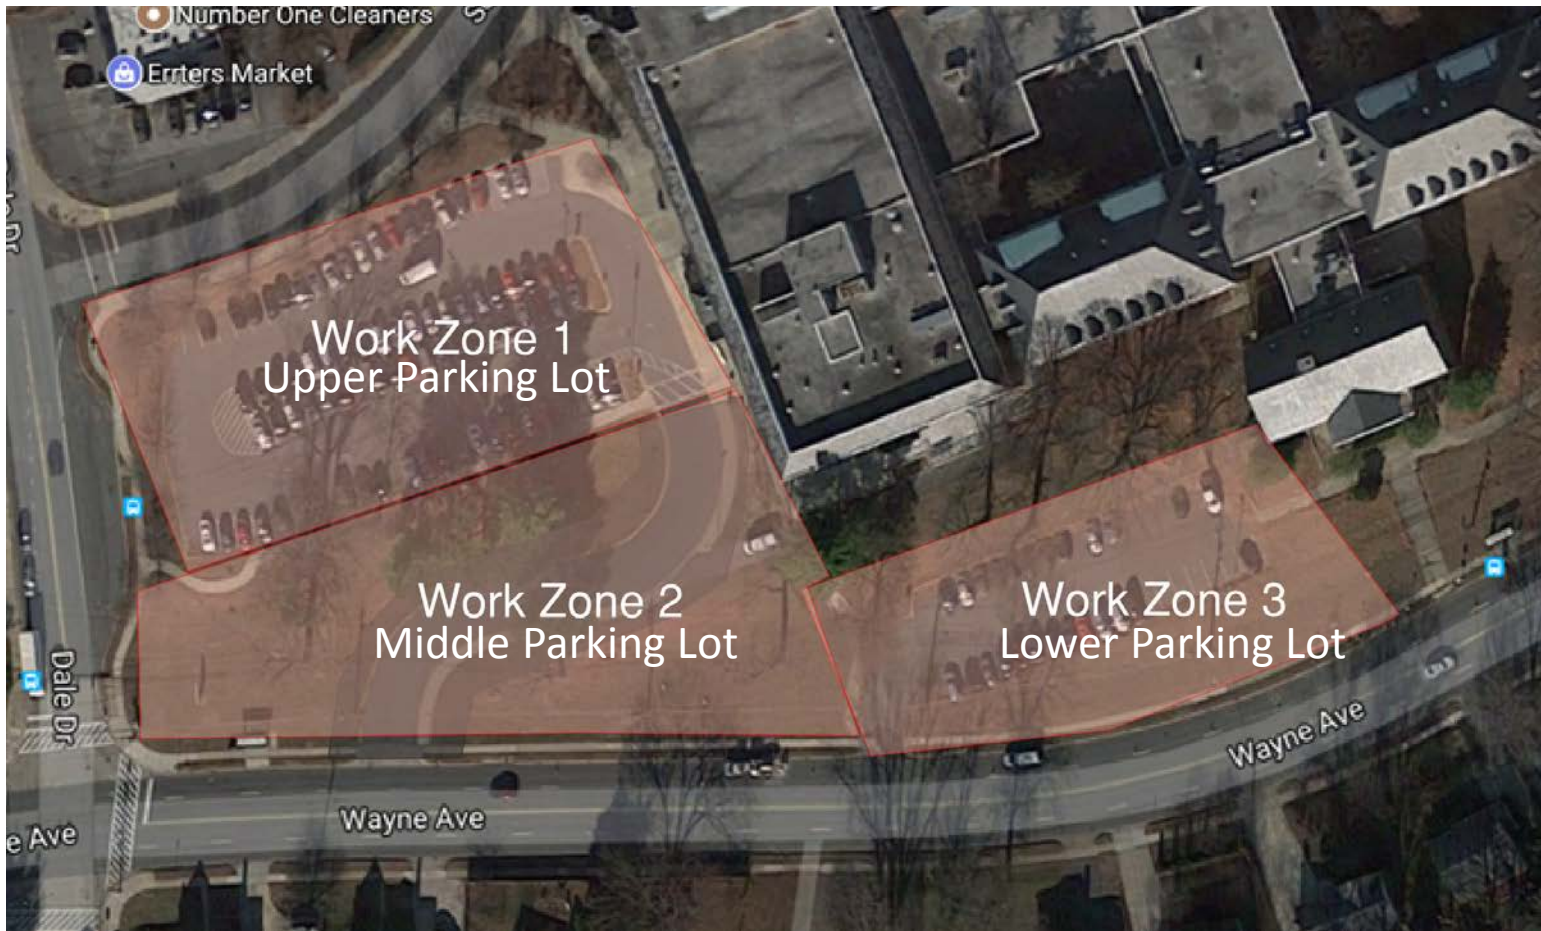 Number One Cleaners
Errters Market
Work Zone 1
Upper Parking Lot
Work Zone 2
Middle Parking Lot
Work Zone 3
Lower Parking Lot
Dale Dr
Wayne Ave
Wayne Ave
e Ave